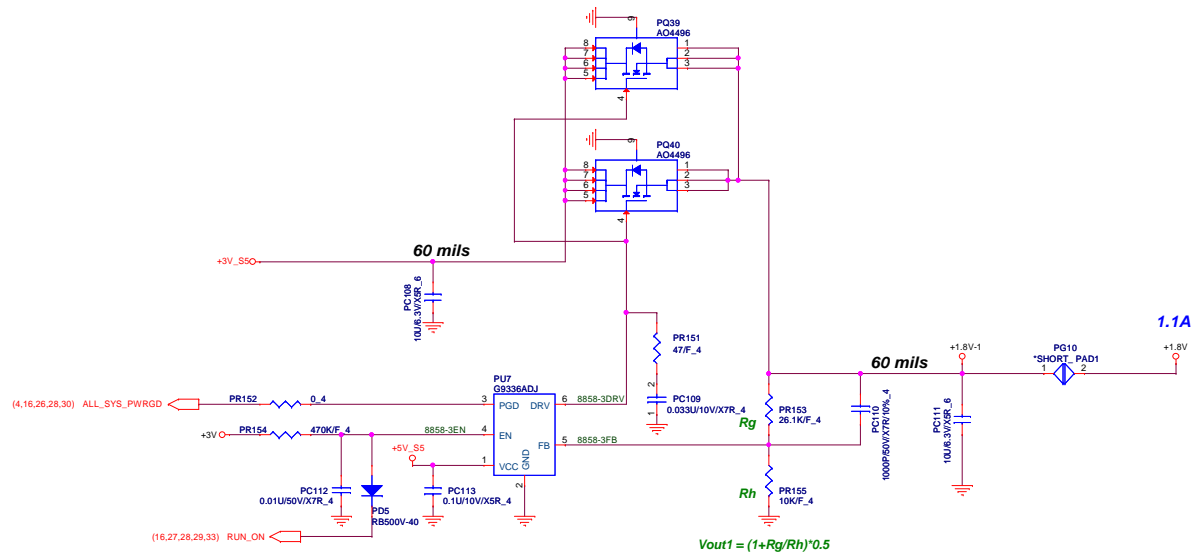 PQ39
AO4496
9
8
7
6
5
1
2
3
4
PQ40
AO4496
9
8
7
6
5
1
2
3
4
60 mils
+3V_S5
PC108
10U/6.3V/X5R_6
PR151
47/F_4
2
1
PC109
0.033U/10V/X7R_4
1.1A
+1.8V-1
+1.8V
PG10
*SHORT_ PAD1
1
2
60 mils
PU7
G9336ADJ
(4,16,26,28,30) ALL_SYS_PWRGD
PR152
0_4
3
PGD
DRV
6
8858-3DRV
+3V
PR154
470K/F_4
8858-3EN
4
EN
FB
5
8858-3FB
+5V_S5
1
VCC
GND
2
PC112
0.01U/50V/X7R_4
PD5
RB500V-40
PC113
0.1U/10V/X5R_4
(16,27,28,29,33) RUN_ON
Rg
PR153
26.1K/F_4
PC110
1000P/50V/X7R/10%_4
PC111
10U/6.3V/X5R_6
Rh
PR155
10K/F_4
Vout1 = (1+Rg/Rh)*0.5